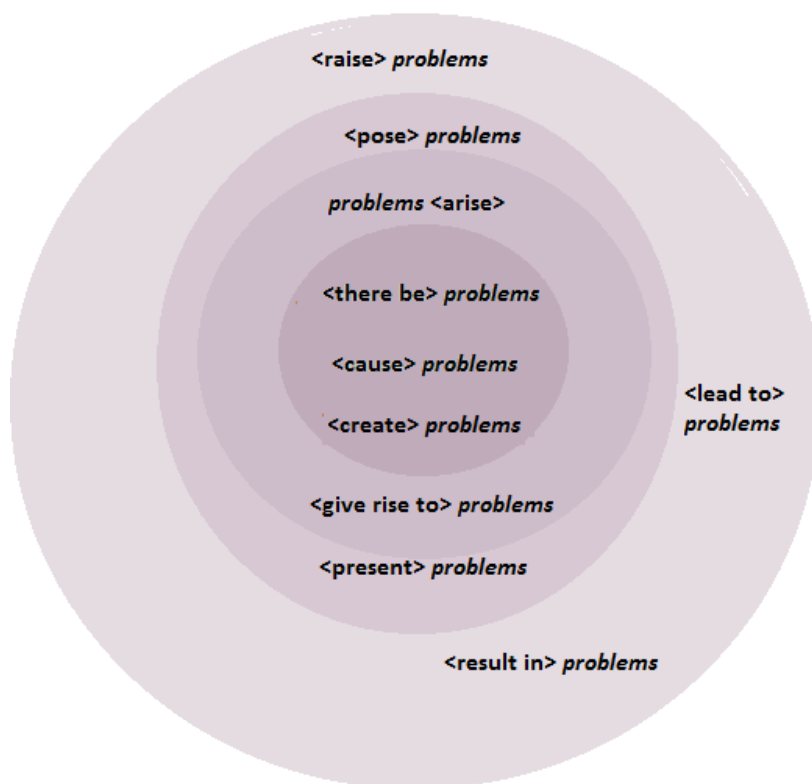 <raise> problems
<pose> problems
problems <arise>
<there be> problems
<cause> problems
<lead to>
problems
<create> problems
<give rise to> problems
<present> problems
<result in> problems